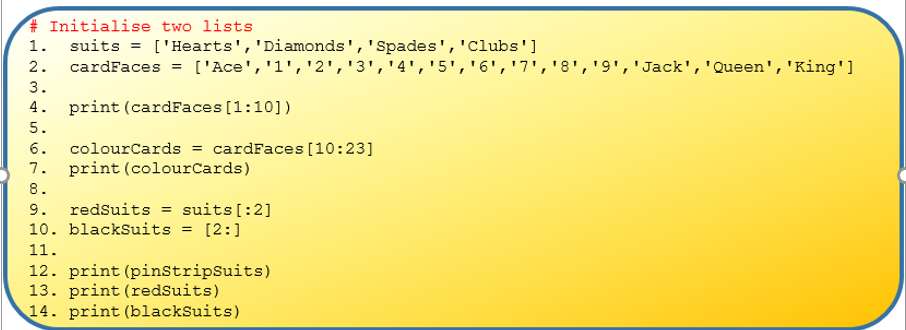 # Initialise two lists
1. suits = ['Hearts','Diamonds','Spades','Clubs']
2. cardFaces = ['Ace','1','2','3','4','5','6','7','8','9','Jack','Queen','King']
3.
4. print(cardFaces[1:10])
5.
6. colourCards = cardFaces[10:23]
7. print(colourCards)
8.
9. redSuits = suits[:2]
10. blackSuits = [2:]
11.
12. print(pinStripSuits)
13. print(redSuits)
14. print(blackSuits)